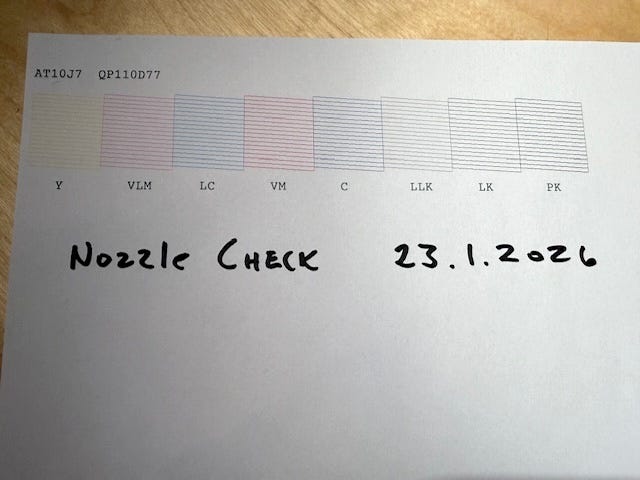 AT10J7 QP110D77
Y VLM LC VM C LLK LK PK
Nozzle CHECK 23.1.2026